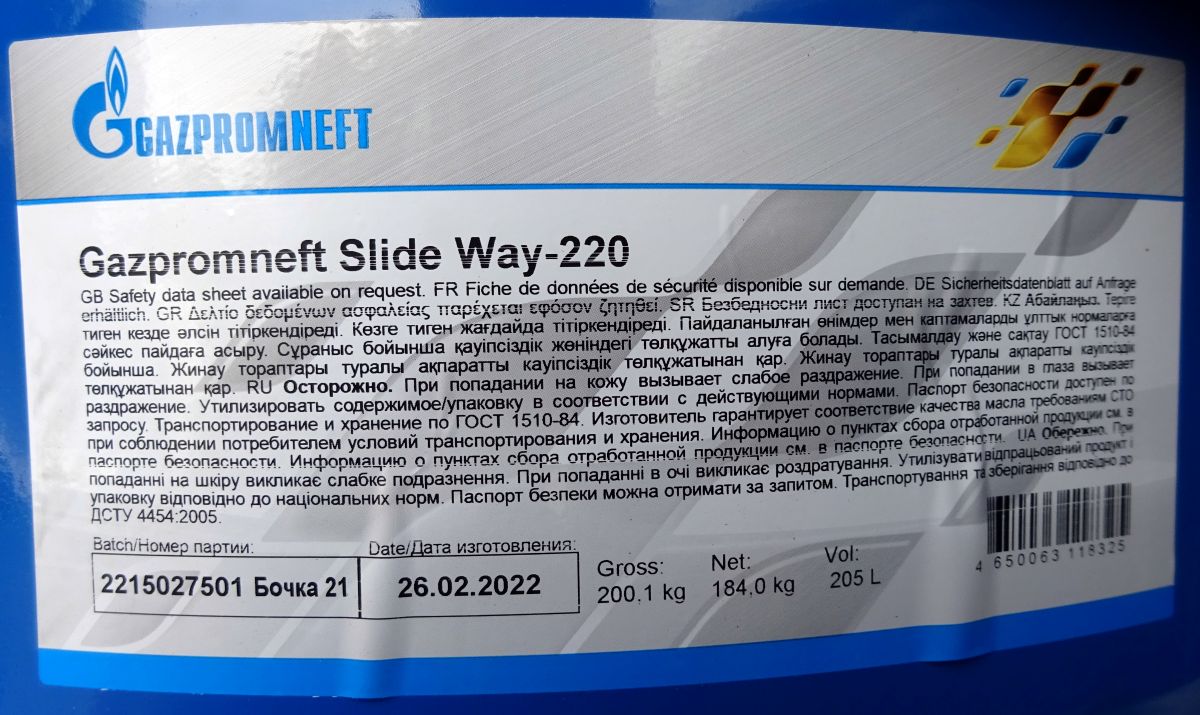 GAZPROMNEFT
Gazpromneft Slide Way-220
GB Safety data sheet available on request. FR Fiche de données de sécurité disponible sur demande. DE Sicherheitsdatenblatt auf Anfrage
erhältlich. GR Δελτίο δεδομένων ασφαλείας παρέχεται εφόσον ζητηθεί. SR Безбедносни лист доступан на захтев. KZ Абайлаңыз. Теріге
тиген кезде әлсін тітіркендіреді. Көзге тиген жағдайда тітіркендіреді. Пайдаланылған өнімдер мен каптамаларды ұлттық нормаларға
сәйкес пайдаға асыру. Сұраныс бойынша қауіпсіздік жөніндегі төлқұжатты алуға болады. Тасымалдау және сақтау ГОСТ 1510-84
бойынша. Жинау тораптары туралы ақпаратты кауіпсіздік төлқұжатынан қар. Жинау тораптары туралы ақпаратты кауіпсіздік
төлқұжатынан қар. RU Осторожно. При попадании на кожу вызывает слабое раздражение. При попадании в глаза вызывает
раздражение. Утилизировать содержимое/упаковку в соответствии с действующими нормами. Паспорт безопасности доступен по
запросу. Транспортирование и хранение по ГОСТ 1510-84. Изготовитель гарантирует соответствие качества масла требованиям СТО
при соблюдении потребителем условий транспортирования и хранения. Информацию о пунктах сбора отработанной продукции см. в
паспорте безопасности. Информацию о пунктах сбора отработанной продукции см. в паспорте безопасности. UA Обережно. При
попаданні на шкіру викликає слабке подразнення. При попаданні в очі викликає роздратування. Утилізувати відпрацьований продукт і
упаковку відповідно до національних норм. Паспорт безпеки можна отримати за запитом. Транспортування та зберігання відповідно до
ДСТУ 4454:2005.
Batch/Номер партии: Date/Дата изготовления:
2215027501 Бочка 21 26.02.2022
Gross: Net: Vol:
200.1 kg 184.0 kg 205 L
4 650063 118325